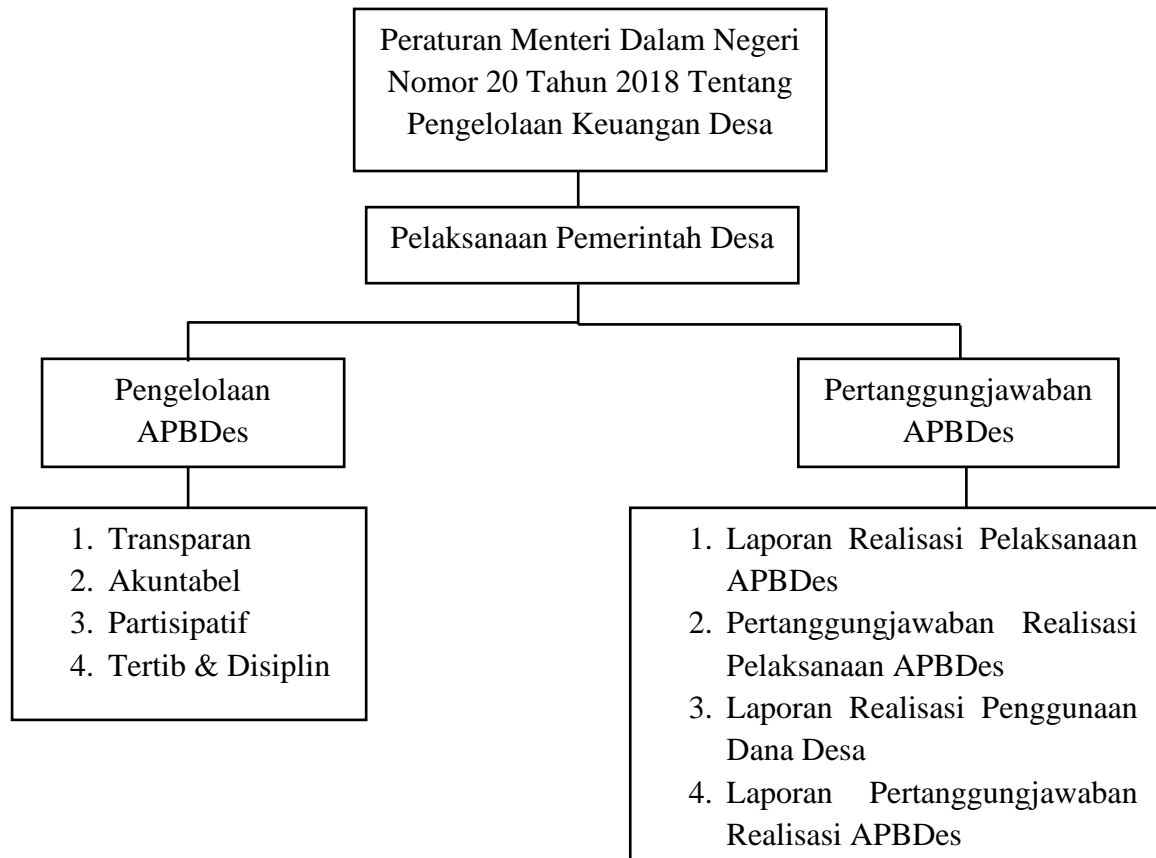 Peraturan Menteri Dalam Negeri
Nomor 20 Tahun 2018 Tentang
Pengelolaan Keuangan Desa
Pelaksanaan Pemerintah Desa
Pengelolaan
APBDes
Pertanggungjawaban
APBDes
1. Transparan
2. Akuntabel
3. Partisipatif
4. Tertib & Disiplin
1. Laporan Realisasi Pelaksanaan
APBDes
2. Pertanggungjawaban Realisasi
Pelaksanaan APBDes
3. Laporan Realisasi Penggunaan
Dana Desa
4. Laporan Pertanggungjawaban
Realisasi APBDes